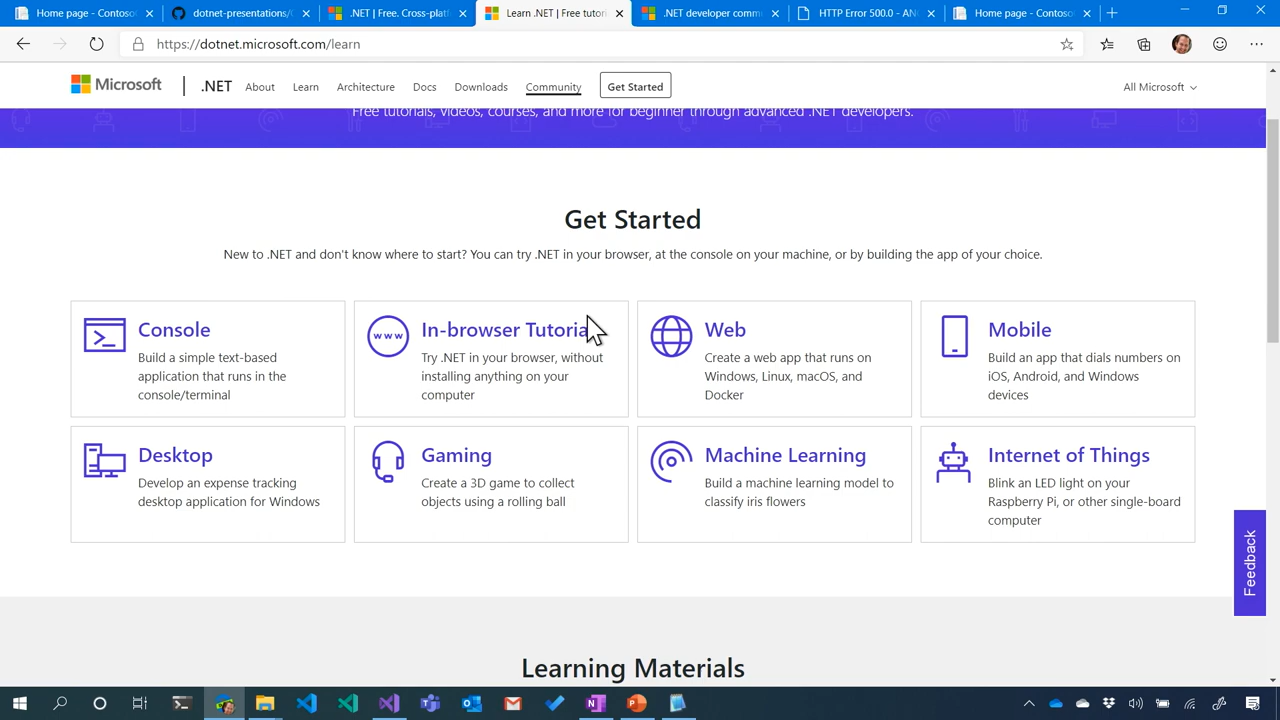 Home page - Contoso
dotnet-presentations/
.NET | Free. Cross-platf
Learn .NET | Free tutori
.NET developer comm
HTTP Error 500.0 - AN
Home page - Contoso
https://dotnet.microsoft.com/learn
Microsoft
.NET
About
Learn
Architecture
Docs
Downloads
Community
Get Started
All Microsoft
Free tutorials, videos, courses, and more for beginner through advanced .NET developers.
Get Started
New to .NET and don't know where to start? You can try .NET in your browser, at the console on your machine, or by building the app of your choice.
Console
Build a simple text-based
application that runs in the
console/terminal
www
In-browser Tutoria
Try .NET in your browser, without
installing anything on your
computer
Web
Create a web app that runs on
Windows, Linux, macOS, and
Docker
Mobile
Build an app that dials numbers on
iOS, Android, and Windows
devices
Desktop
Develop an expense tracking
desktop application for Windows
Gaming
Create a 3D game to collect
objects using a rolling ball
Machine Learning
Build a machine learning model to
classify iris flowers
Internet of Things
Blink an LED light on your
Raspberry Pi, or other single-board
computer
Feedback
Learning Materials